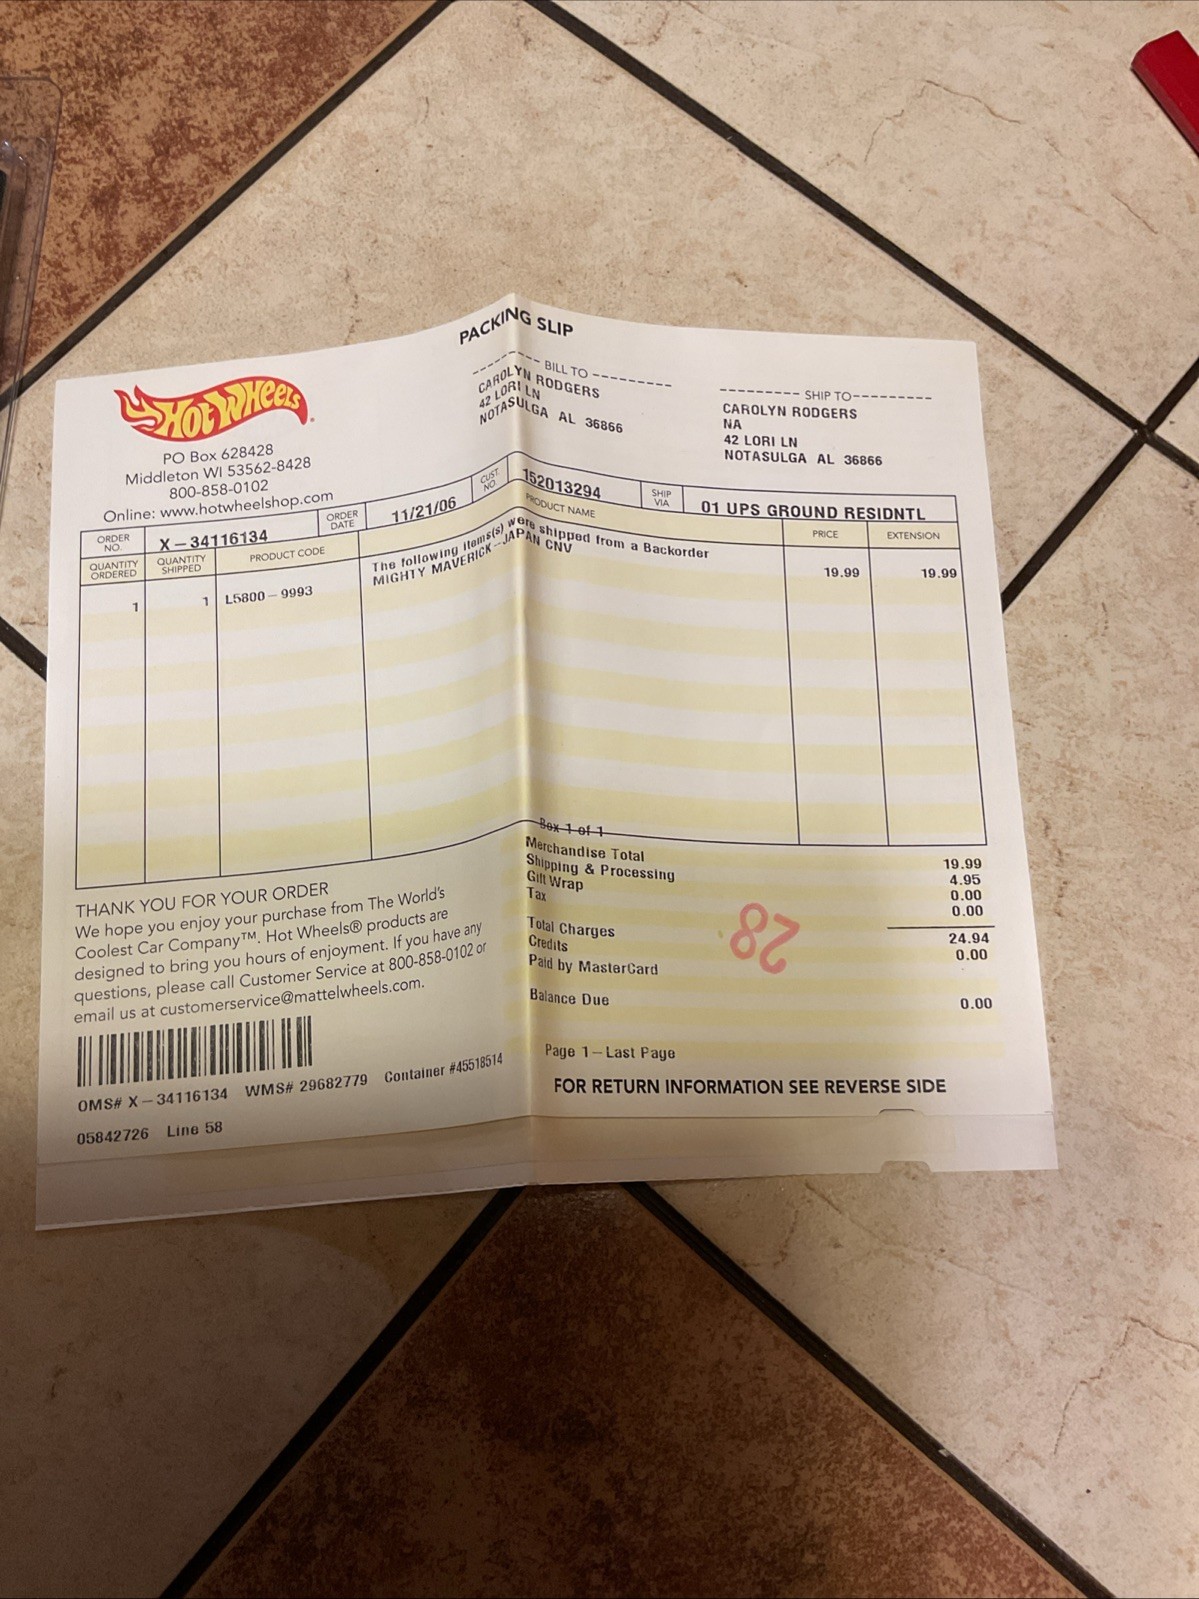 PACKING SLIP
HOT WHEELS
PO Box 628428
Middleton WI 53562-8428
800-858-0102
Online: www.hotwheelshop.com
BILL TO
CAROLYN RODGERS
42 LORI LN
NOTASULGA AL 36866
SHIP TO
CAROLYN RODGERS
NA
42 LORI LN
NOTASULGA AL 36866
ORDER NO. X-34116134 ORDER DATE 11/21/06 CUST. NO. 152013294 SHIP VIA 01 UPS GROUND RESIDNTL
QUANTITY ORDERED QUANTITY SHIPPED PRODUCT CODE PRODUCT NAME PRICE EXTENSION
The following items(s) were shipped from a Backorder
1 1 L5800-9993 MIGHTY MAVERICK-JAPAN CNV 19.99 19.99
Box 1 of 1
Merchandise Total 19.99
Shipping & Processing 4.95
Gift Wrap 0.00
Tax 0.00
Total Charges 24.94
Credits 0.00
Paid by MasterCard
Balance Due 0.00
28
Page 1-Last Page
FOR RETURN INFORMATION SEE REVERSE SIDE
THANK YOU FOR YOUR ORDER
We hope you enjoy your purchase from The World's
Coolest Car Company™. Hot Wheels® products are
designed to bring you hours of enjoyment. If you have any
questions, please call Customer Service at 800-858-0102 or
email us at customerservice@mattelwheels.com.
OMS# X-34116134 WMS# 29682779 Container #45518514
05842726 Line 58